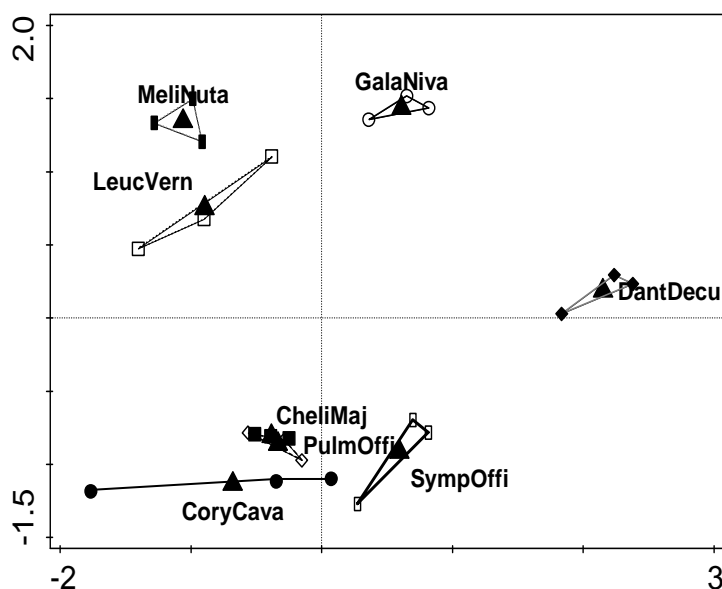 2.0
GalaNiva
MeliNuta
LeucVern
DantDecu
CheliMaj
PulmOffi
SympOffi
CoryCava
-1.5
-2
3